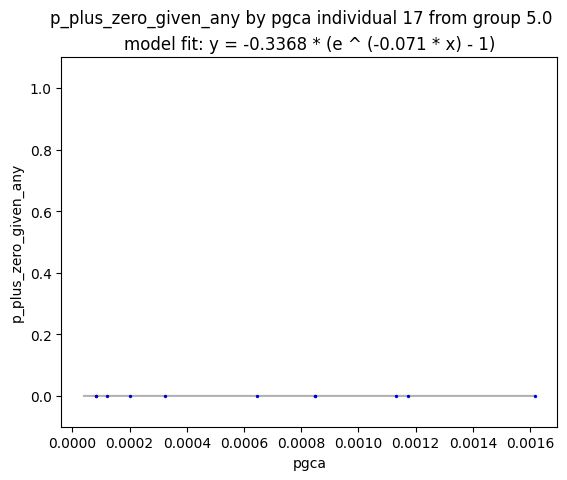 p_plus_zero_given_any by pgca individual 17 from group 5.0
model fit: y = -0.3368 * (e ^ (-0.071 * x) - 1)
1.0
0.8
0.6
0.4
0.2
0.0
p_plus_zero_given_any
0.0000 0.0002 0.0004 0.0006 0.0008 0.0010 0.0012 0.0014 0.0016
pgca